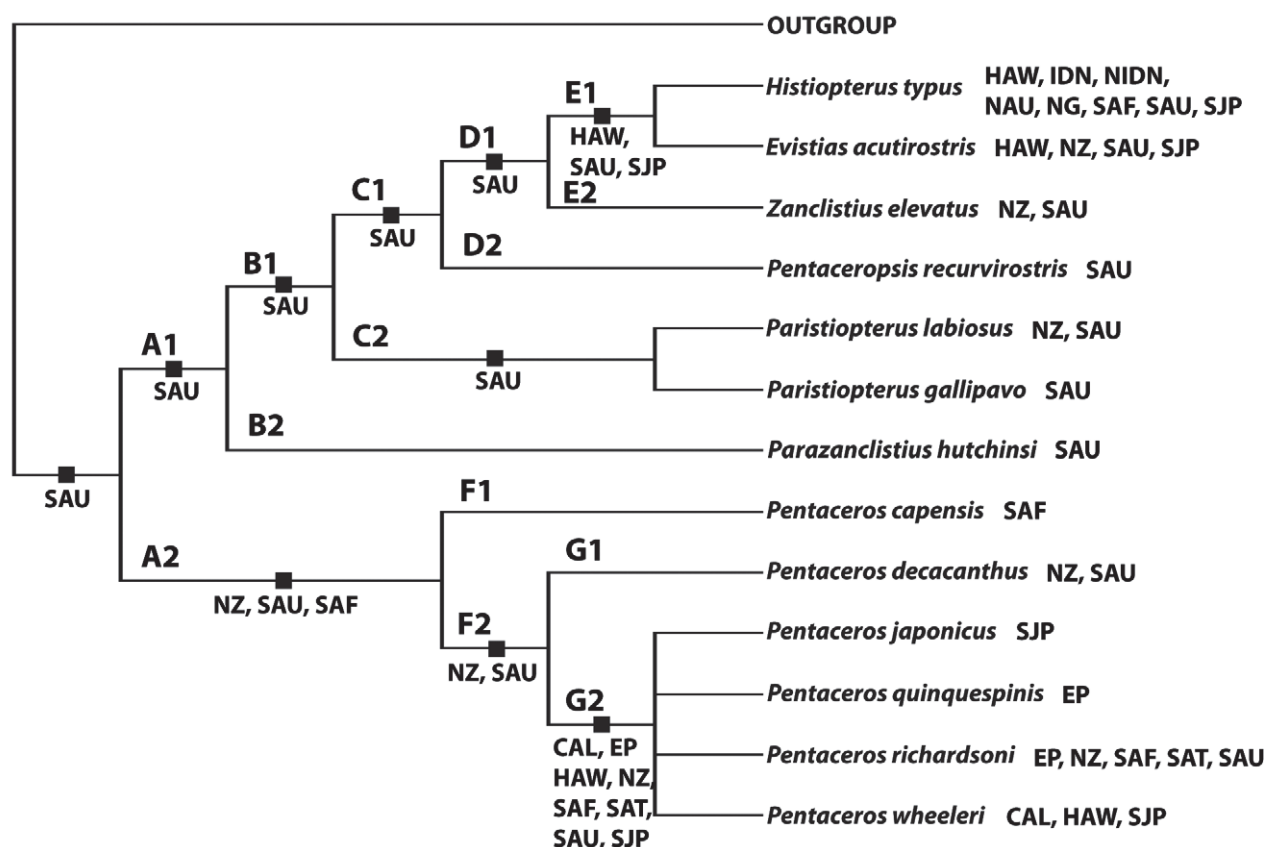 OUTGROUP
Histiopterus typus HAW, IDN, NIDN,
NAU, NG, SAF, SAU, SJP
E1
HAW,
SAU, SJP
Evistias acutirostris HAW, NZ, SAU, SJP
D1
SAU
E2
Zanclistius elevatus NZ, SAU
C1
SAU
D2
Pentaceropsis recurvirostris SAU
B1
SAU
Paristiopterus labiosus NZ, SAU
C2
SAU
Paristiopterus gallipavo SAU
A1
SAU
B2
Parazanclistius hutchinsi SAU
SAU
F1
Pentaceros capensis SAF
A2
NZ, SAU, SAF
G1
Pentaceros decacanthus NZ, SAU
F2
NZ, SAU
Pentaceros japonicus SJP
G2
CAL, EP
HAW, NZ,
SAF, SAT,
SAU, SJP
Pentaceros quinquespinis EP
Pentaceros richardsoni EP, NZ, SAF, SAT, SAU
Pentaceros wheeleri CAL, HAW, SJP